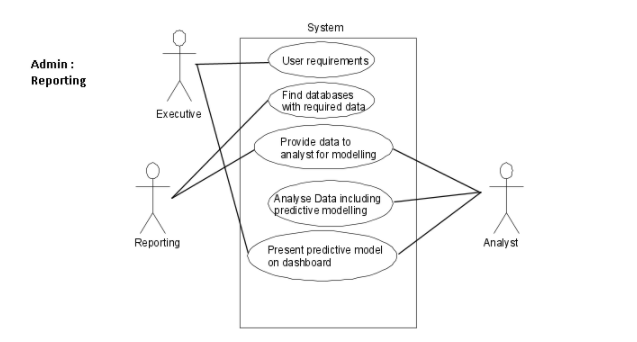 System
Admin :
Reporting
Executive
User requirements
Find databases
with required data
Provide data to
analyst for modelling
Analyse Data including
predictive modelling
Reporting
Analyst
Present predictive model
on dashboard